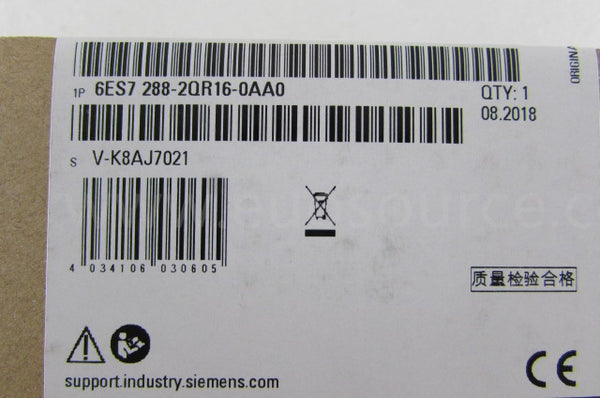 1P 6ES7 288-2QR16-0AA0
QTY: 1
08.2018
S V-K8AJ7021
4 034106 030605
质量检验合格
support.industry.siemens.com
CE